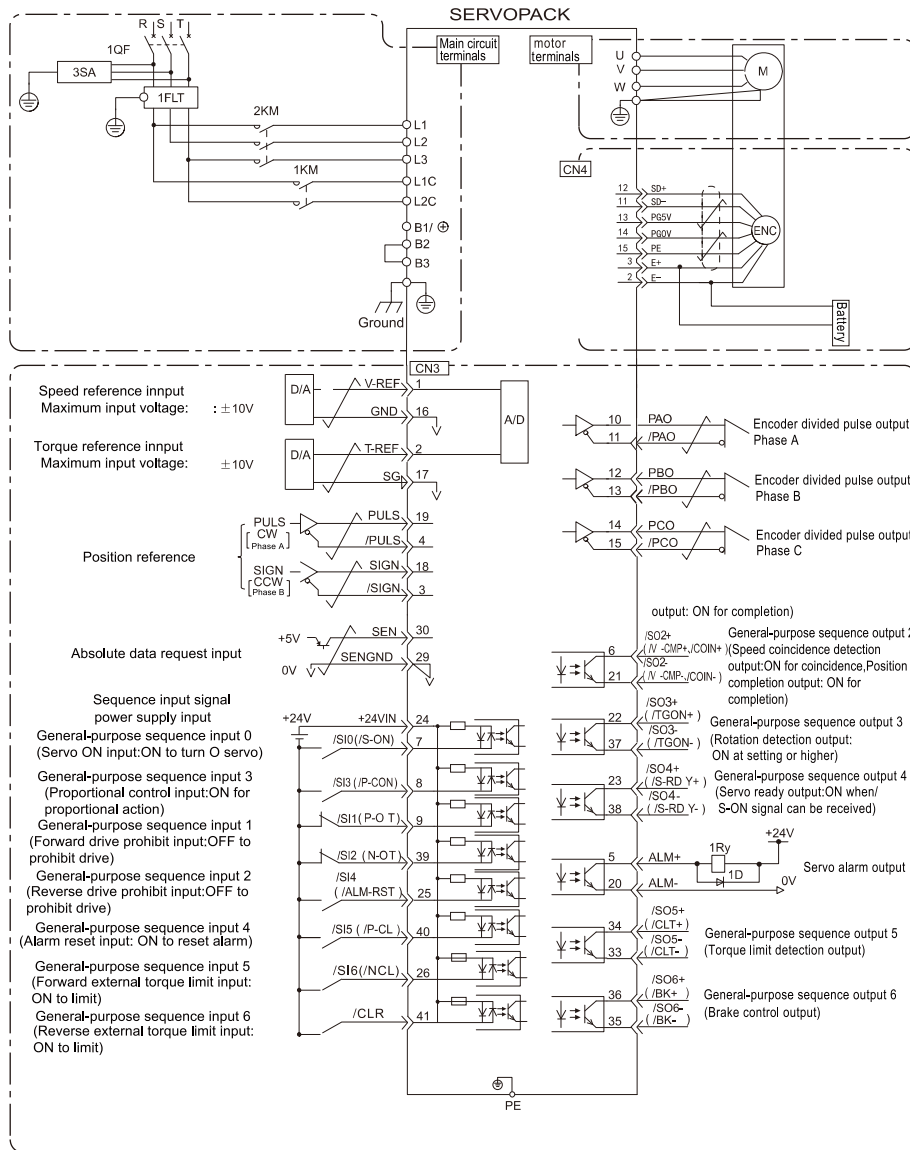 SERVOPACK
R S T
1QF
3SA
1FLT
2KM
1KM
Main circuit
terminals
L1
L2
L3
L1C
L2C
B1/ ⊕
B2
B3
Ground
motor
terminals
U
V
W
M
CN4
12 SD+
11 SD-
13 PG5V
14 PG0V
15 PE
3 E+
2 E-
ENC
Battery
CN3
Speed reference innput
Maximum input voltage: : ±10V
D/A
V-REF 1
GND 16
A/D
Torque reference innput
Maximum input voltage: ±10V
D/A
T-REF 2
SG 17
Position reference
PULS
[ CW ]
Phase A
PULS 19
/PULS 4
SIGN
[CCW]
Phase B
SIGN 18
/SIGN 3
Absolute data request input
+5V
SEN 30
0V
SENGND 29
Sequence input signal
power supply input
+24V
+24VIN 24
General-purpose sequence input 0
(Servo ON input:ON to turn O servo)
/SI0(/S-ON) 7
General-purpose sequence input 3
(Proportional control input:ON for
proportional action)
/SI3 (/P-CON) 8
General-purpose sequence input 1
(Forward drive prohibit input:OFF to
prohibit drive)
/SI1( P-O T) 9
General-purpose sequence input 2
(Reverse drive prohibit input:OFF to
prohibit drive)
/SI2 ( N-OT) 39
General-purpose sequence input 4
(Alarm reset input: ON to reset alarm)
/SI4
( /ALM-RST) 25
General-purpose sequence input 5
(Forward external torque limit input:
ON to limit)
/SI5 ( /P-CL) 40
General-purpose sequence input 6
(Reverse external torque limit input:
ON to limit)
/SI6(/NCL) 26
/CLR 41
10 PAO
11 /PAO
Encoder divided pulse output
Phase A
12 PBO
13 /PBO
Encoder divided pulse output
Phase B
14 PCO
15 /PCO
Encoder divided pulse output
Phase C
output: ON for completion)
/SO2+
6 ( /V -CMP+,/COIN+ )
/SO2-
21 ( /V -CMP-,/COIN- )
General-purpose sequence output 2
(Speed coincidence detection
output:ON for coincidence,Position
completion output: ON for
completion)
/SO3+
22 ( /TGON+ )
/SO3-
37 ( /TGON- )
General-purpose sequence output 3
(Rotation detection output:
ON at setting or higher)
/SO4+
23 ( /S-RD Y+ )
/SO4-
38 ( /S-RD Y- )
General-purpose sequence output 4
(Servo ready output:ON when/
S-ON signal can be received)
+24V
1Ry
5 ALM+
1D
20 ALM-
0V
Servo alarm output
/SO5+
34 ( /CLT+ )
/SO5-
33 ( /CLT- )
General-purpose sequence output 5
(Torque limit detection output)
/SO6+
36 ( /BK+ )
/SO6-
35 ( /BK- )
General-purpose sequence output 6
(Brake control output)
PE